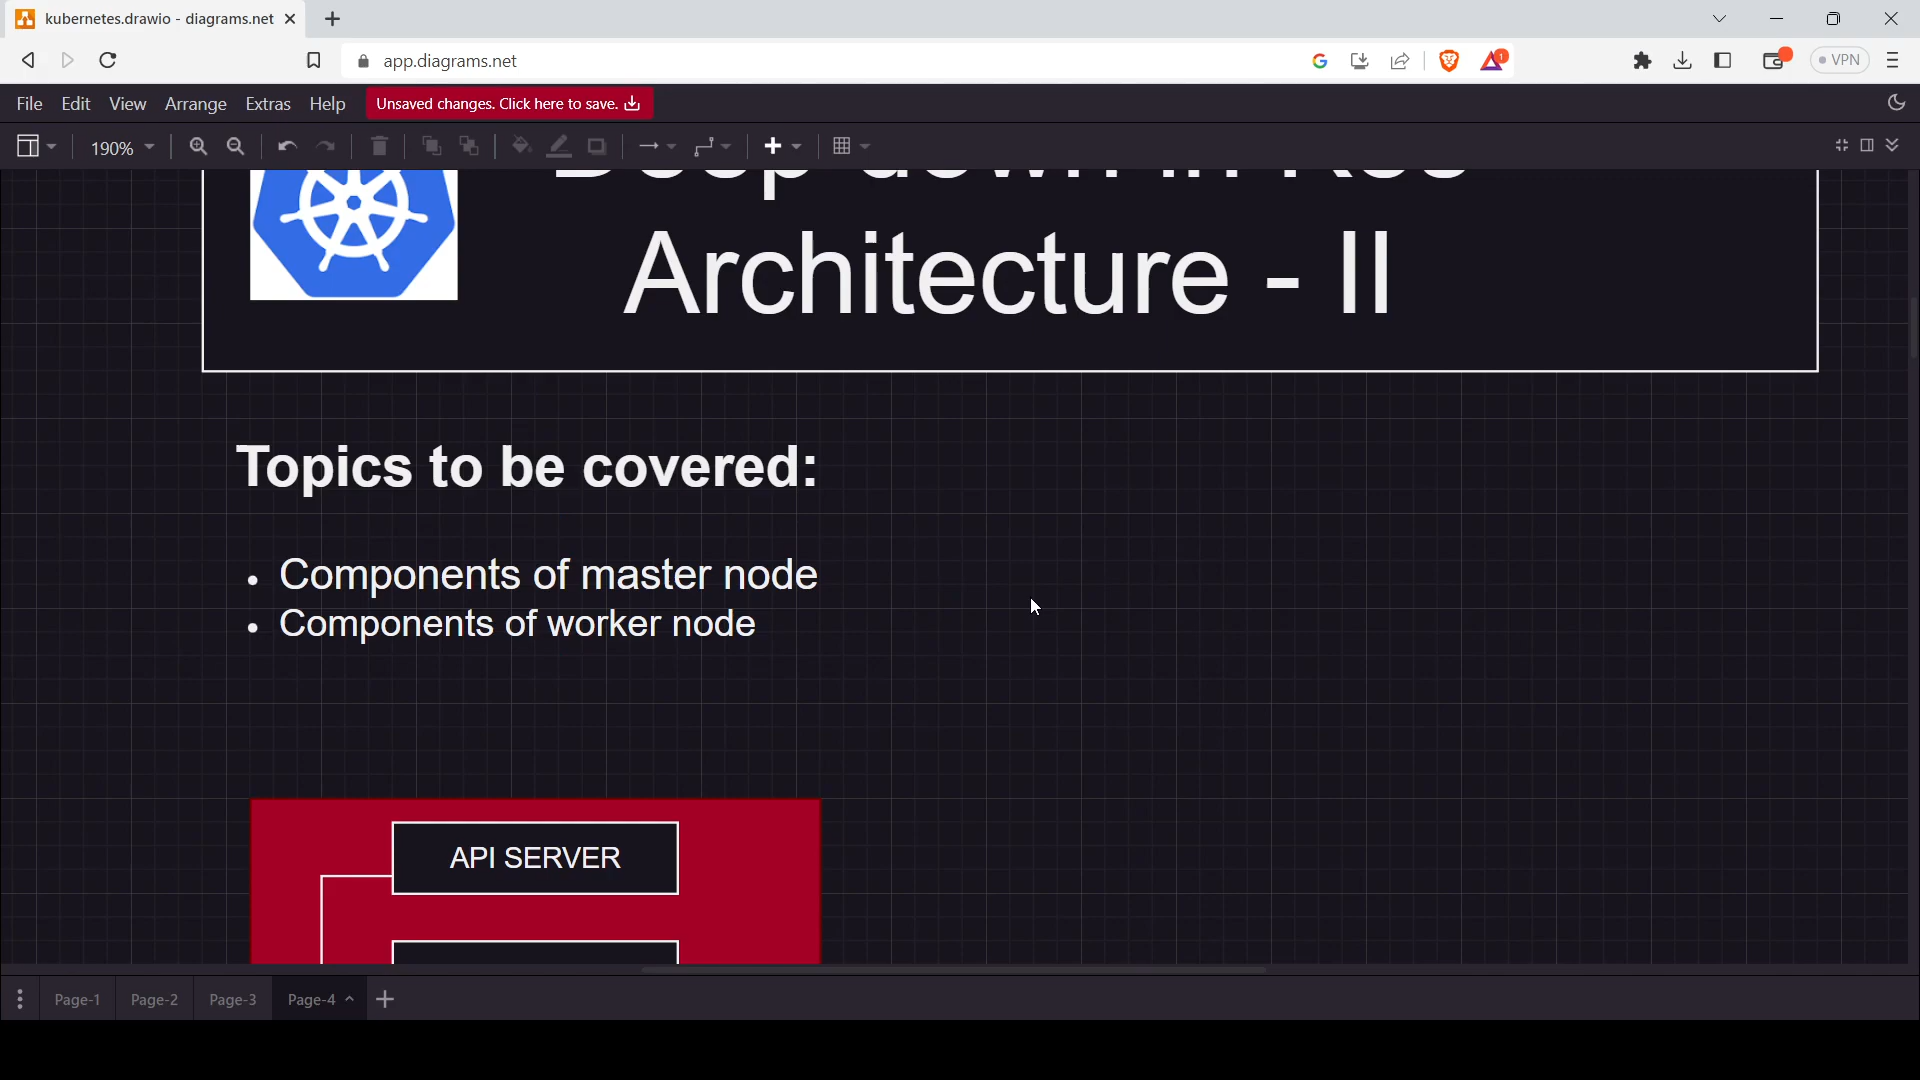 kubernetes.drawio - diagrams.net
app.diagrams.net
1
VPN
File Edit View Arrange Extras Help Unsaved changes. Click here to save.
190%
Architecture - II
Topics to be covered:
• Components of master node
• Components of worker node
API SERVER
Page-1 Page-2 Page-3 Page-4